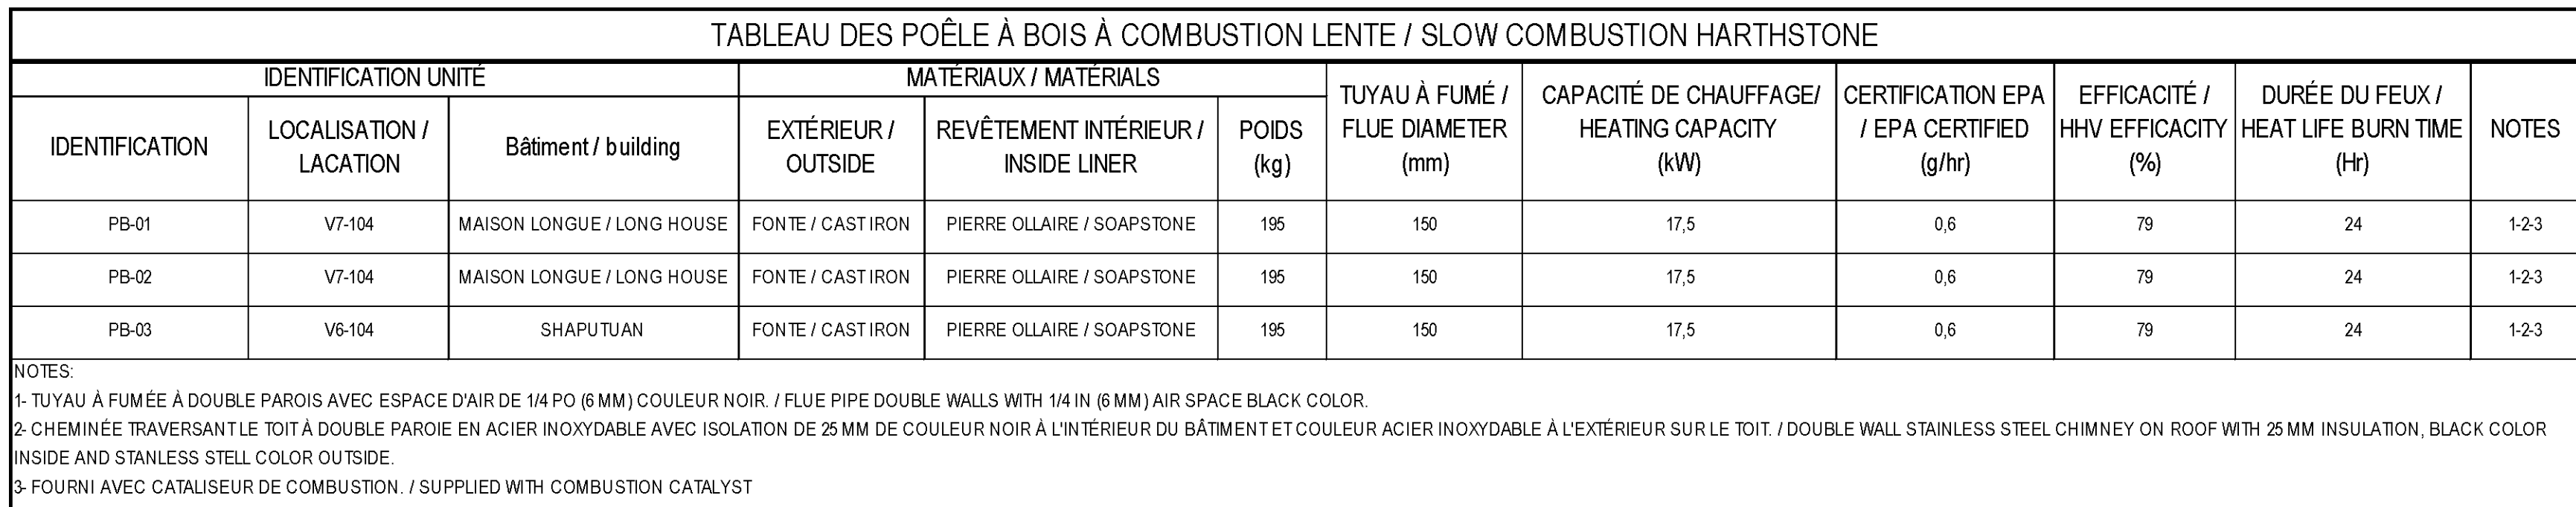 TABLEAU DES POÊLE À BOIS À COMBUSTION LENTE / SLOW COMBUSTION HARTHSTONE
IDENTIFICATION UNITÉ
MATÉRIAUX / MATÉRIALS
IDENTIFICATION
LOCALISATION /
LACATION
Bâtiment / building
EXTÉRIEUR /
OUTSIDE
REVÊTEMENT INTÉRIEUR /
INSIDE LINER
POIDS
(kg)
TUYAU À FUMÉ /
FLUE DIAMETER
(mm)
CAPACITÉ DE CHAUFFAGE/
HEATING CAPACITY
(kW)
CERTIFICATION EPA
/ EPA CERTIFIED
(g/hr)
EFFICACITÉ /
HHV EFFICACITY
(%)
DURÉE DU FEUX /
HEAT LIFE BURN TIME
(Hr)
NOTES
PB-01 V7-104 MAISON LONGUE / LONG HOUSE FONTE / CAST IRON PIERRE OLLAIRE / SOAPSTONE 195 150 17,5 0,6 79 24 1-2-3
PB-02 V7-104 MAISON LONGUE / LONG HOUSE FONTE / CAST IRON PIERRE OLLAIRE / SOAPSTONE 195 150 17,5 0,6 79 24 1-2-3
PB-03 V6-104 SHAPUTUAN FONTE / CAST IRON PIERRE OLLAIRE / SOAPSTONE 195 150 17,5 0,6 79 24 1-2-3
NOTES:
1- TUYAU À FUMÉE À DOUBLE PAROIS AVEC ESPACE D'AIR DE 1/4 PO (6 MM) COULEUR NOIR. / FLUE PIPE DOUBLE WALLS WITH 1/4 IN (6 MM) AIR SPACE BLACK COLOR.
2- CHEMINÉE TRAVERSANT LE TOIT À DOUBLE PAROIE EN ACIER INOXYDABLE AVEC ISOLATION DE 25 MM DE COULEUR NOIR À L'INTÉRIEUR DU BÂTIMENT ET COULEUR ACIER INOXYDABLE À L'EXTÉRIEUR SUR LE TOIT. / DOUBLE WALL STAINLESS STEEL CHIMNEY ON ROOF WITH 25 MM INSULATION, BLACK COLOR
INSIDE AND STANLESS STELL COLOR OUTSIDE.
3- FOURNI AVEC CATALISEUR DE COMBUSTION. / SUPPLIED WITH COMBUSTION CATALYST